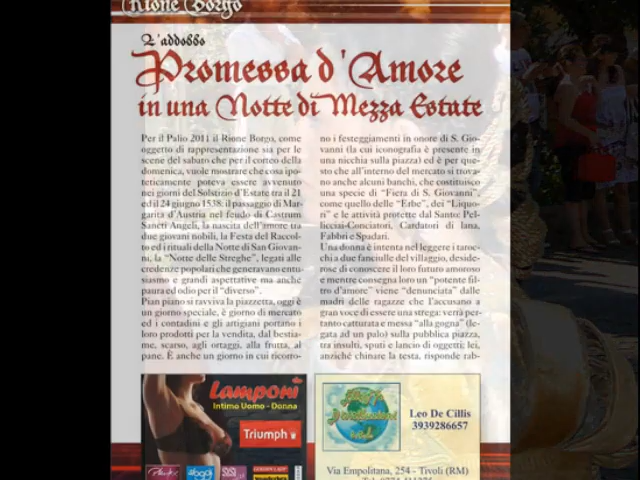 Rione Borgo
L'addobbo
Promessa d'Amore
in una Notte di Mezza Estate
Per il Palio 2011 il Rione Borgo, come
oggetto di rappresentazione sia per le
scene del sabato che per il corteo della
domenica, vuole mostrare che cosa ipo-
teticamente poteva essere avvenuto
nei giorni del Solstizio d'Estate tra il 21
ed il 24 giugno 1538: il passaggio di Mar-
garita d'Austria nel feudo di Castrum
Sancti Angeli, la nascita dell'amore tra
due giovani nobili, la Festa del Raccol-
to ed i rituali della Notte di San Giovan-
ni, la "Notte delle Streghe", legati alle
credenze popolari che generavano entu-
siasmo e grandi aspettative ma anche
paura ed odio per il "diverso".
Pian piano si ravviva la piazzetta, oggi è
un giorno speciale, è giorno di mercato
ed i contadini e gli artigiani portano i
loro prodotti per la vendita, dal bestia-
me, scarso, agli ortaggi, alla frutta, al
pane. È anche un giorno in cui ricorro-
no i festeggiamenti in onore di S. Gio-
vanni (la cui iconografia è presente in
una nicchia sulla piazza) ed è per que-
sto che all'interno del mercato si trova-
no anche alcuni banchi, che costituisco
una specie di "Fiera di S. Giovanni",
come quello delle "Erbe", dei "Liquo-
ri" e le attività protette dal Santo: Pel-
licciai-Conciatori, Cardatori di lana,
Fabbri e Spadari.
Una donna è intenta nel leggere i taroc-
chi a due fanciulle del villaggio, deside-
rose di conoscere il loro futuro amoroso
e mentre consegna loro un "potente fil-
tro d'amore" viene "denunciata" dalle
madri delle ragazze che l'accusano a
gran voce di essere una strega: verrà per-
tanto catturata e messa "alla gogna" (le-
gata ad un palo) sulla pubblica piazza,
tra insulti, sputi e lancio di oggetti; lei,
anziché chinare la testa, risponde rab-
Lamponi
Intimo Uomo - Donna
Triumph
Leo De Cillis
3939286657
Via Empolitana, 254 - Tivoli (RM)